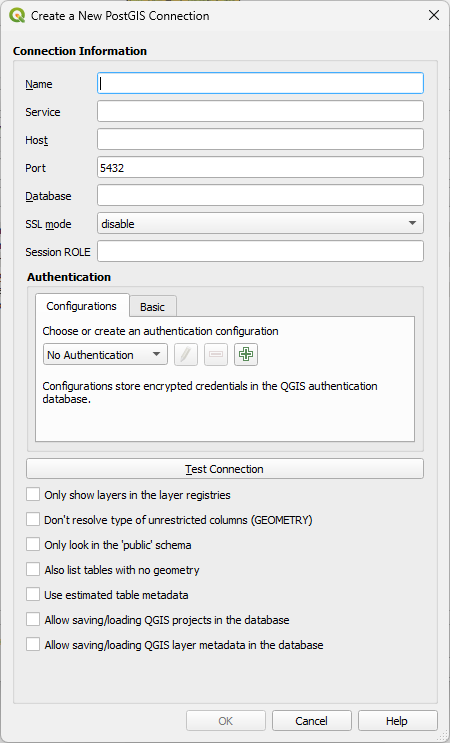 Create a New PostGIS Connection
Connection Information
Name
Service
Host
Port 5432
Database
SSL mode disable
Session ROLE
Authentication
Configurations Basic
Choose or create an authentication configuration
No Authentication
Configurations store encrypted credentials in the QGIS authentication
database.
Test Connection
Only show layers in the layer registries
Don't resolve type of unrestricted columns (GEOMETRY)
Only look in the 'public' schema
Also list tables with no geometry
Use estimated table metadata
Allow saving/loading QGIS projects in the database
Allow saving/loading QGIS layer metadata in the database
OK Cancel Help